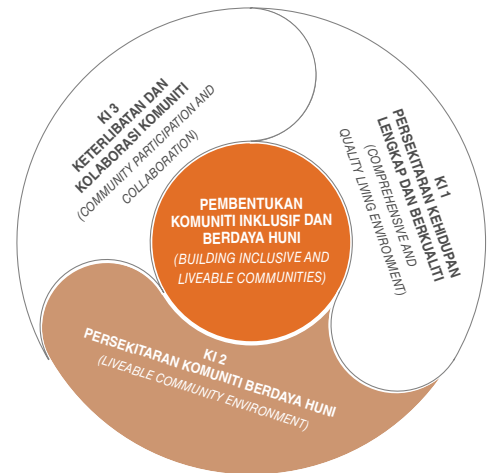 KI 3
KETERLIBATAN DAN
KOLABORASI KOMUNITI
(COMMUNITY PARTICIPATION AND
COLLABORATION)
KI 1
PERSEKITARAN KEHIDUPAN
LENGKAP DAN BERKUALITI
(COMPREHENSIVE AND
QUALITY LIVING ENVIRONMENT)
PEMBENTUKAN
KOMUNITI INKLUSIF DAN
BERDAYA HUNI
(BUILDING INCLUSIVE AND
LIVEABLE COMMUNITIES)
KI 2
PERSEKITARAN KOMUNITI BERDAYA HUNI
(LIVEABLE COMMUNITY ENVIRONMENT)